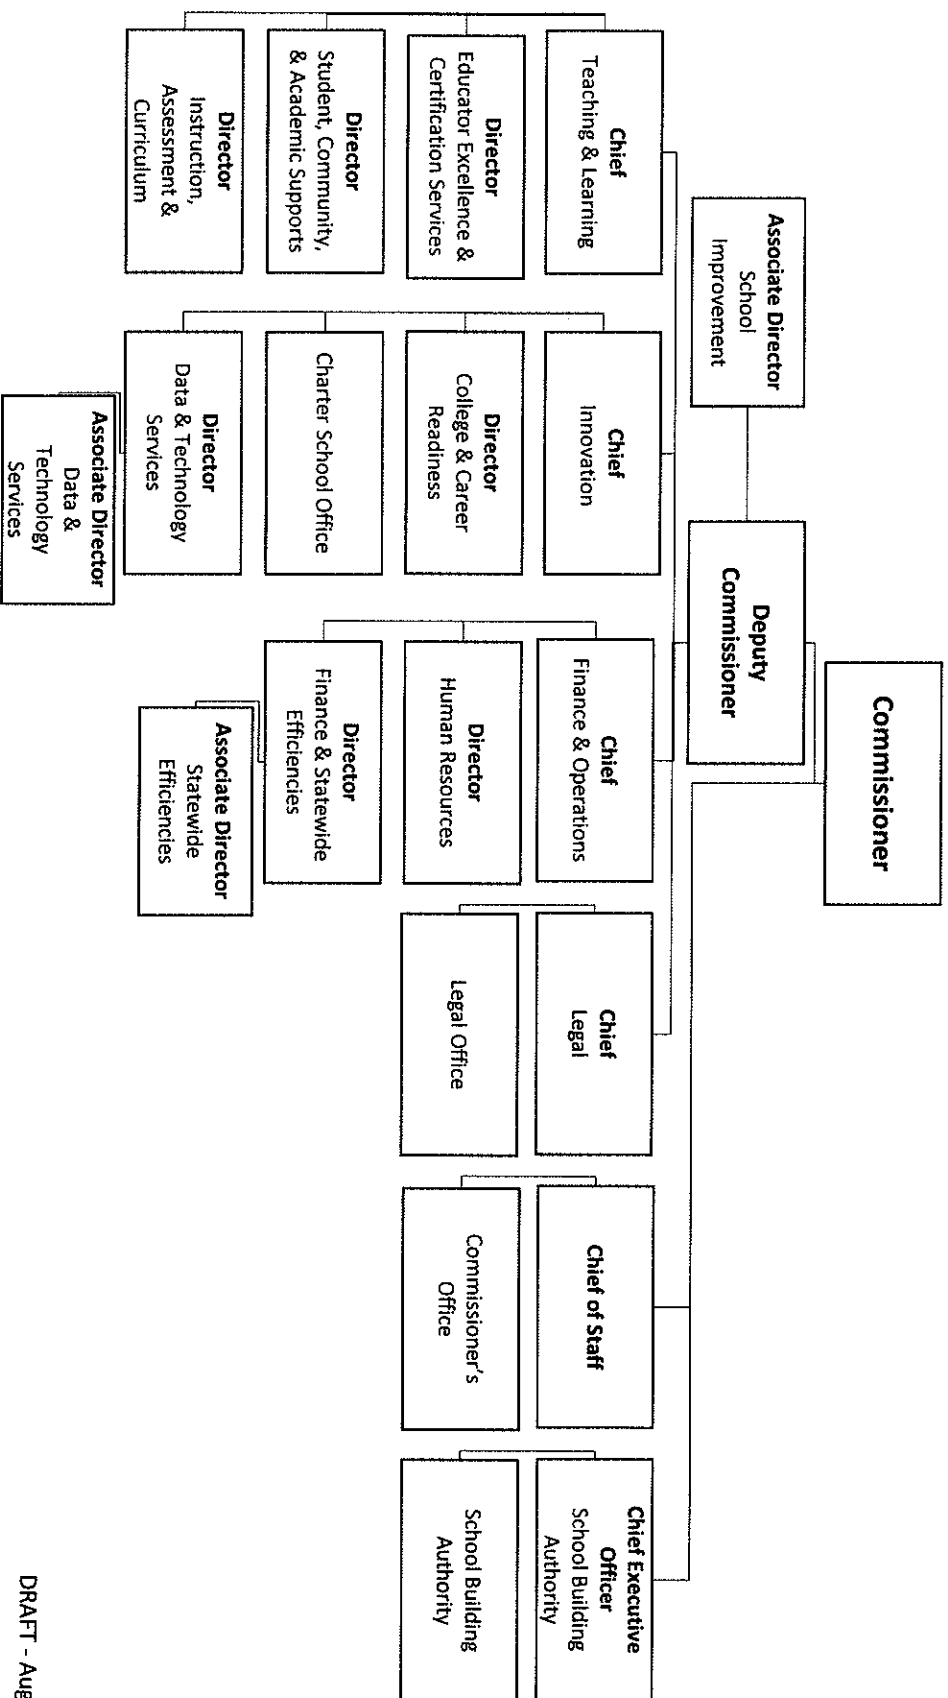 Commissioner
Deputy
Commissioner
Associate Director
School
Improvement
Chief
Teaching & Learning
Director
Educator Excellence &
Certification Services
Director
Student, Community,
& Academic Supports
Director
Instruction,
Assessment &
Curriculum
Chief
Innovation
Director
College & Career
Readiness
Charter School Office
Director
Data & Technology
Services
Associate Director
Data &
Technology
Services
Chief
Finance & Operations
Director
Human Resources
Director
Finance & Statewide
Efficiencies
Associate Director
Statewide
Efficiencies
Chief
Legal
Legal Office
Chief of Staff
Commissioner's
Office
Chief Executive
Officer
School Building
Authority
School Building
Authority
DRAFT - Aug